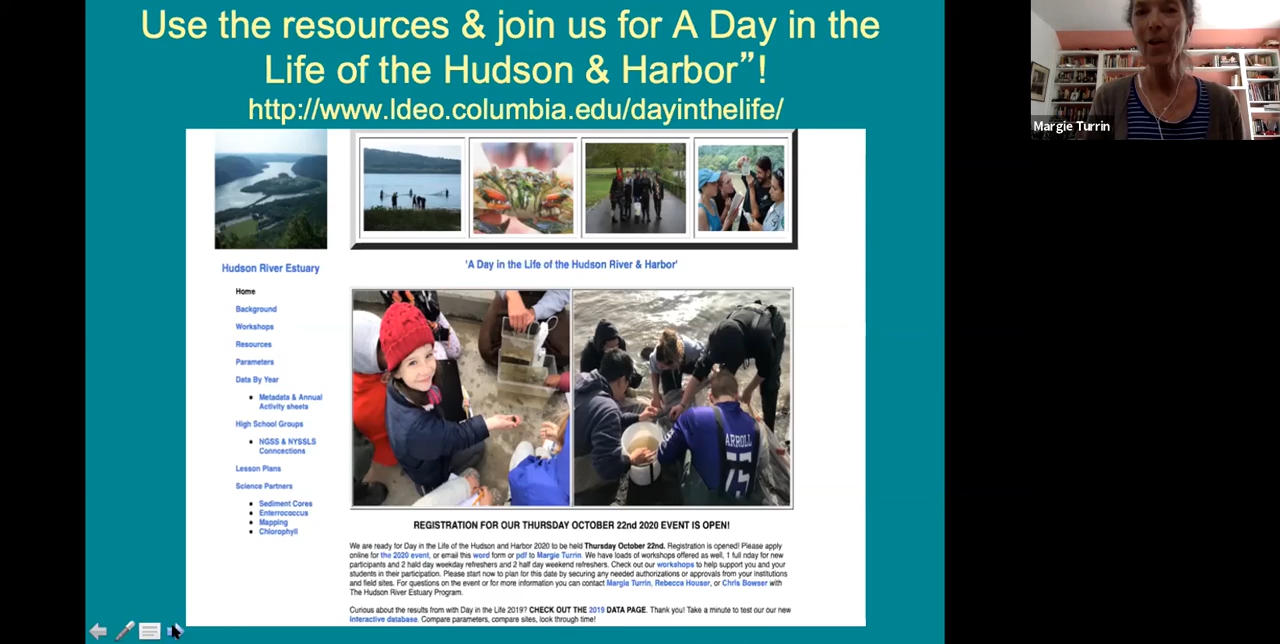 Use the resources & join us for A Day in the
Life of the Hudson & Harbor”!
http://www.ldeo.columbia.edu/dayinthelife/
Margie Turrin
Hudson River Estuary
Home
Background
Workshops
Resources
Parameters
Data By Year
Metadata & Annual
Activity sheets
High School Groups
NGSS & NYSSLS
Conncections
Lesson Plans
Science Partners
Sediment Cores
Enterrococcus
Mapping
Chlorophyll
'A Day in the Life of the Hudson River & Harbor'
ARROLL
75
REGISTRATION FOR OUR THURSDAY OCTOBER 22nd 2020 EVENT IS OPEN!
We are ready for Day in the Life of the Hudson and Harbor 2020 to be held Thursday October 22nd. Registration is opened! Please apply
online for the 2020 event, or email this word form or pdf to Margie Turrin. We have loads of workshops offered as well, 1 full nday for new
participants and 2 hald day weekday refreshers and 2 half day weekend refreshers. Check out our workshops to help support you and your
students in their participation. Please start now to plan for this date by securing any needed authorizations or approvals from your institutions
and field sites. For questions on the event or for more information you can contact Margie Turrin, Rebecca Houser, or Chris Bowser with
The Hudson River Estuary Program.
Curious about the results from with Day in the Life 2019? CHECK OUT THE 2019 DATA PAGE. Thank you! Take a minute to test our our new
interactive database. Compare parameters, compare sites, look through time!